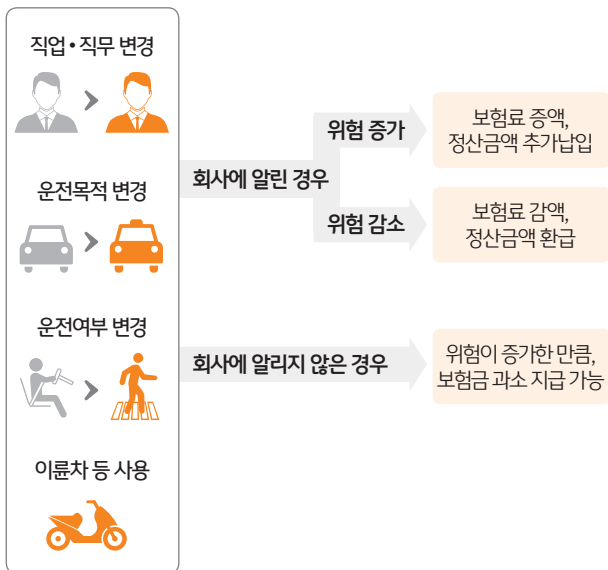 직업•직무 변경
운전목적 변경
운전여부 변경
이륜차 등 사용
회사에 알린 경우
위험 증가
보험료 증액,
정산금액 추가납입
위험 감소
보험료 감액,
정산금액 환급
회사에 알리지 않은 경우
위험이 증가한 만큼,
보험금 과소 지급 가능